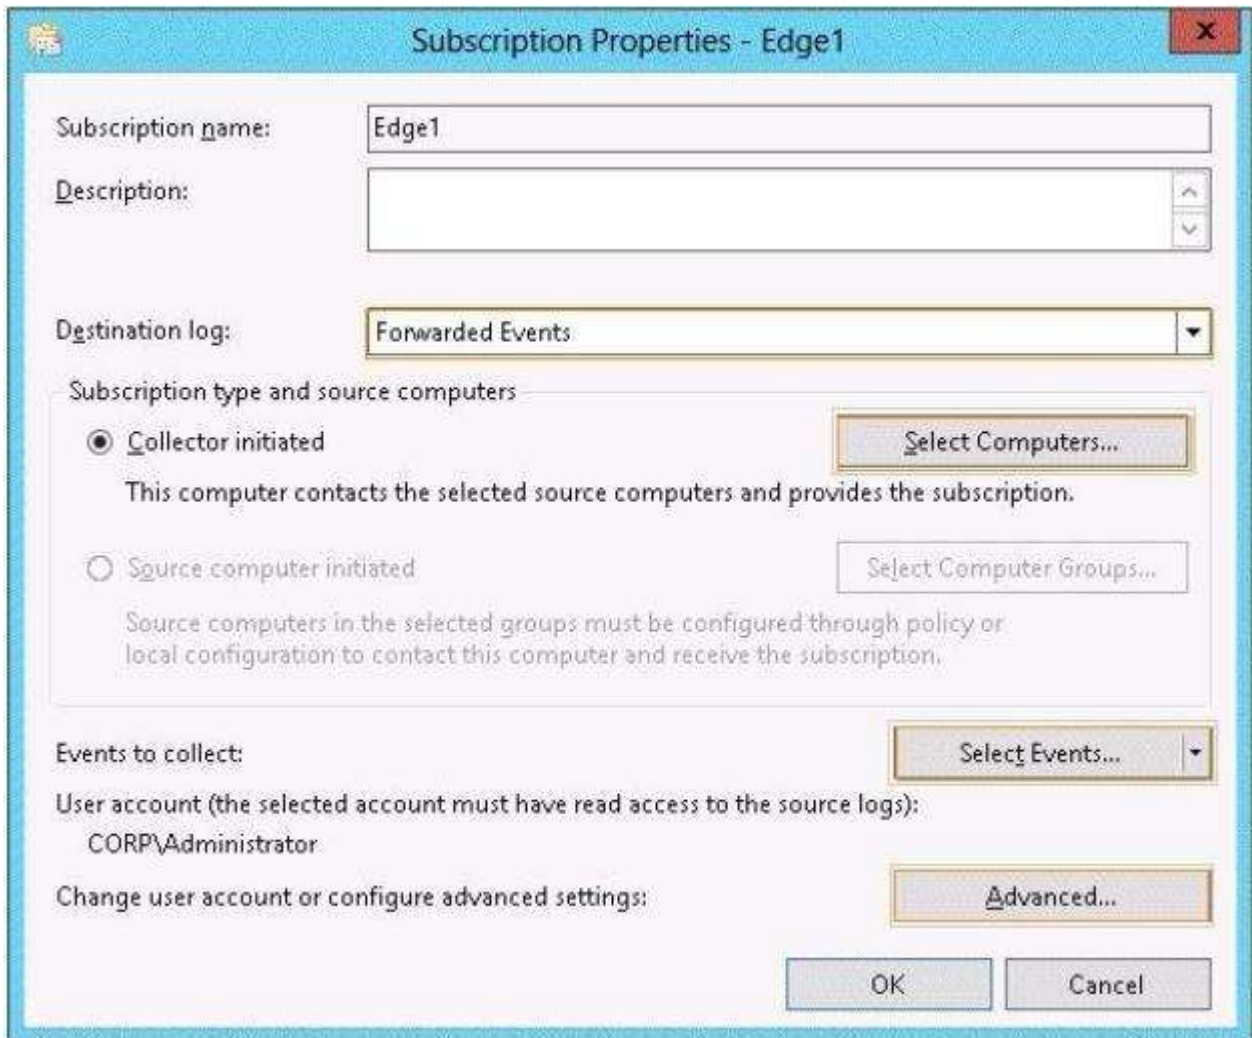 Subscription Properties - Edge1
x
Subscription name:
Edge1
Description:
Destination log:
Forwarded Events
Subscription type and source computers
Collector initiated
Select Computers...
This computer contacts the selected source computers and provides the subscription.
Source computer initiated
Select Computer Groups...
Source computers in the selected groups must be configured through policy or
local configuration to contact this computer and receive the subscription.
Events to collect:
Select Events...
User account (the selected account must have read access to the source logs):
CORP\Administrator
Change user account or configure advanced settings:
Advanced...
OK
Cancel